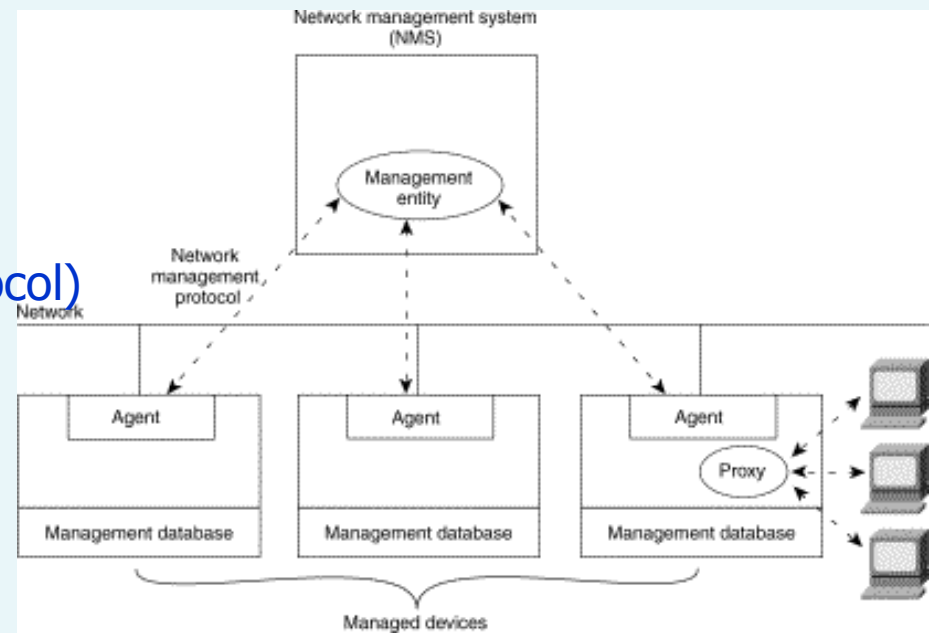 Network management system
(NMS)
Management
entity
Network
management
protocol
ocol)
Network
Agent
Agent
Agent
Proxy
Management database
Management database
Management database
Managed devices